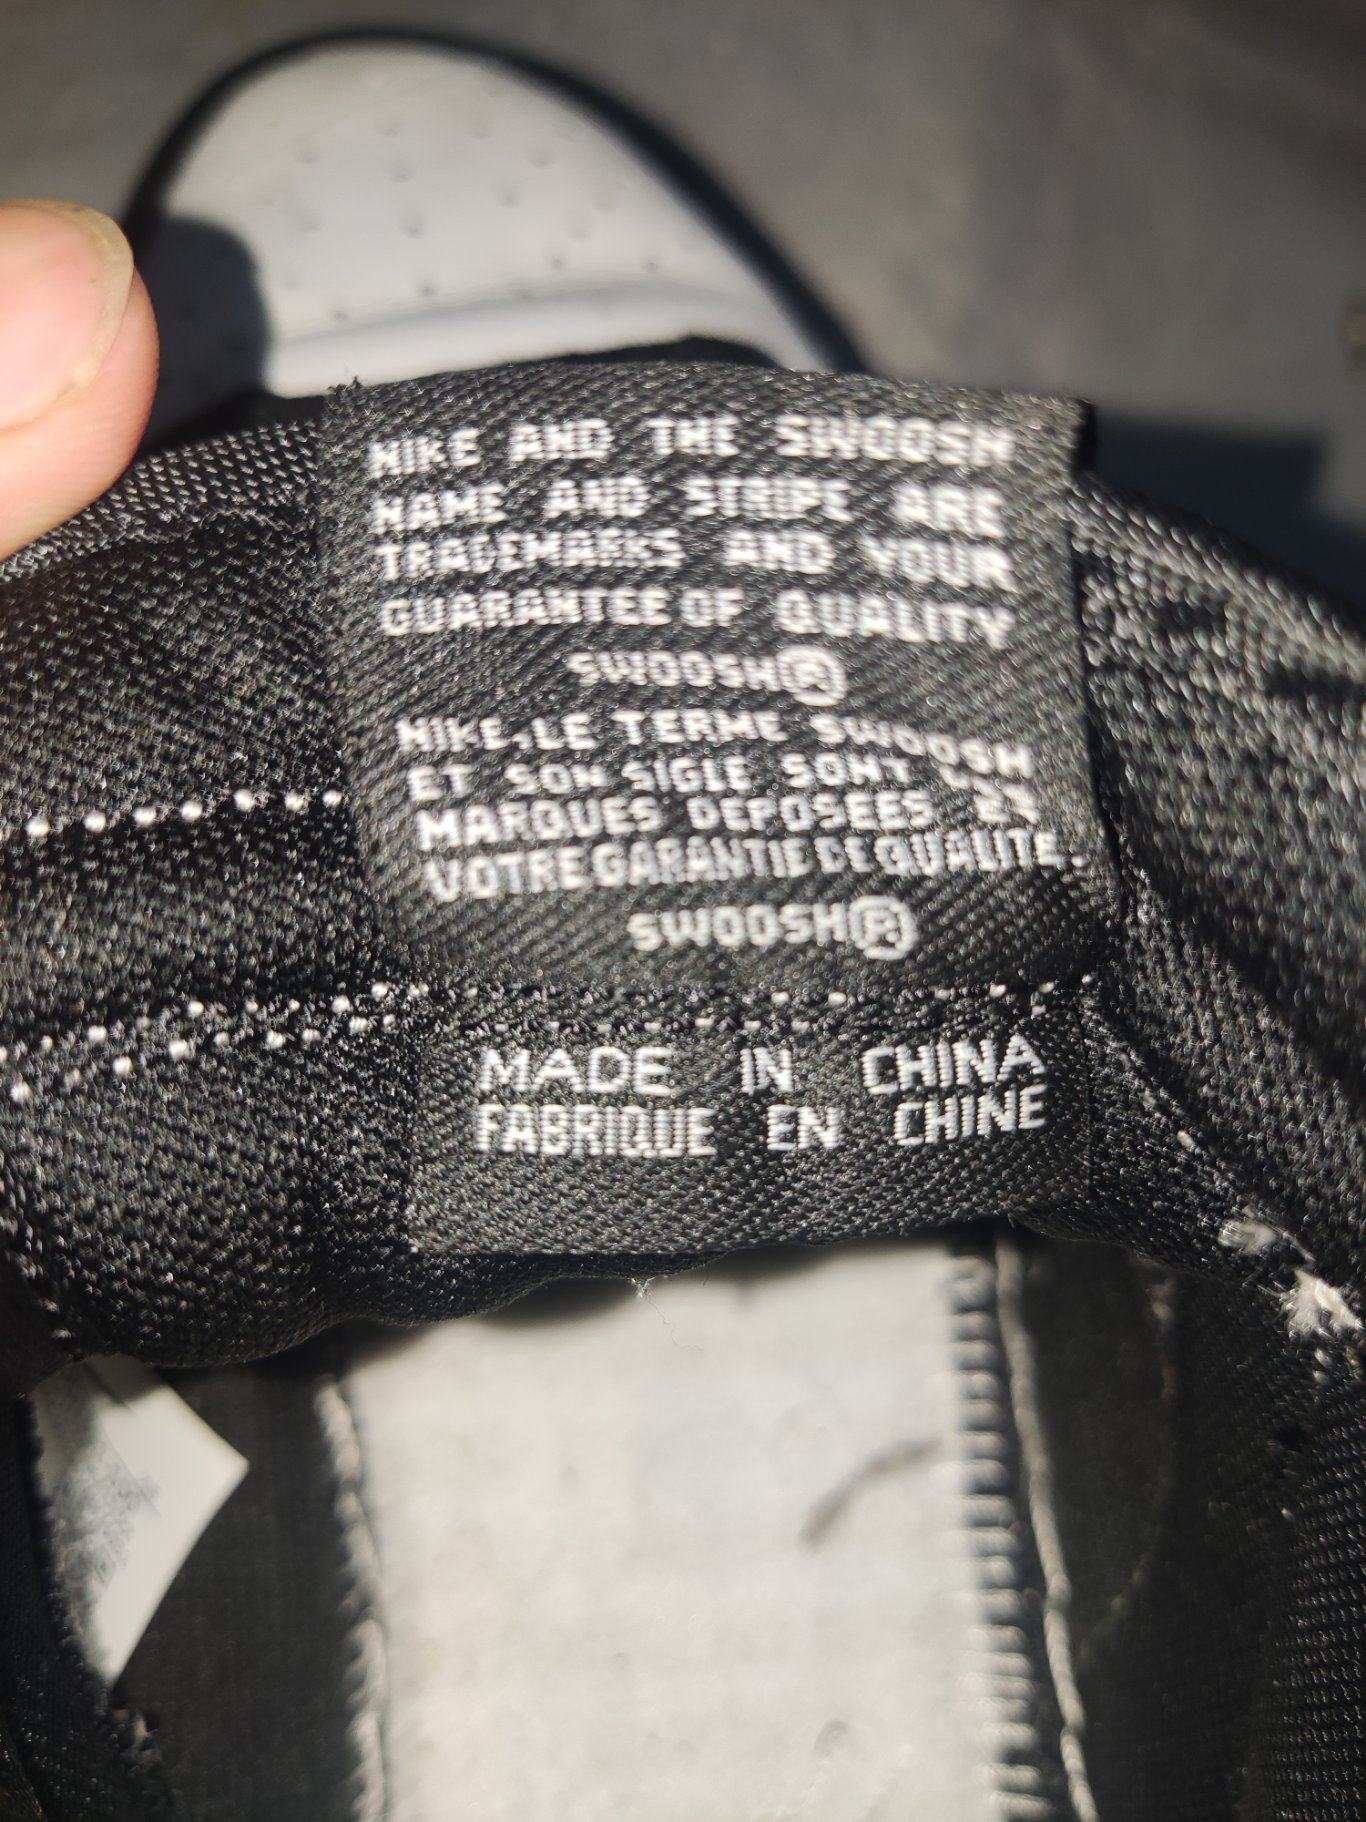 NIKE AND THE SWOOSH
NAME AND STRIPE ARE
TRADEMARKS AND YOUR
GUARANTEE OF QUALITY
SWOOSH®
NIKE, LE TERME SWOOSH
ET SON SIGLE SONT
MARQUES DEPOSEES ET
VOTRE GARANTIE DE QUALITE.
SWOOSH®
MADE IN CHINA
FABRIQUE EN CHINE